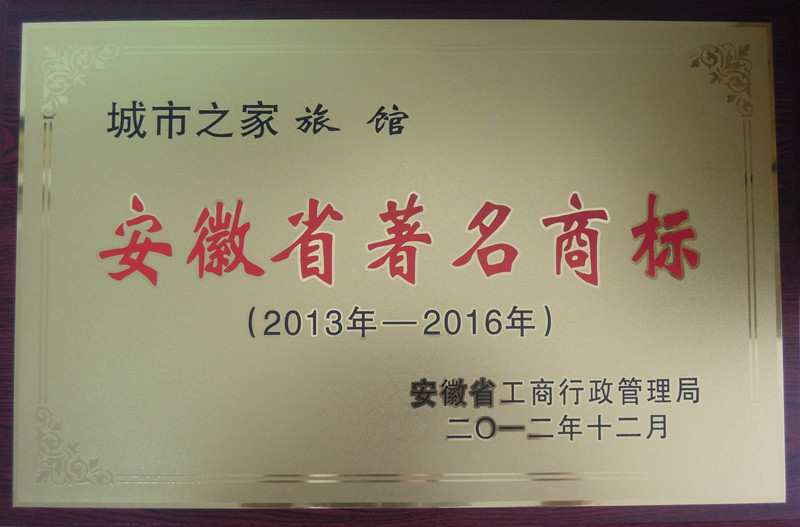 城市之家旅馆
安徽省著名商标
(2013年—2016年)
安徽省工商行政管理局
二〇一二年十二月